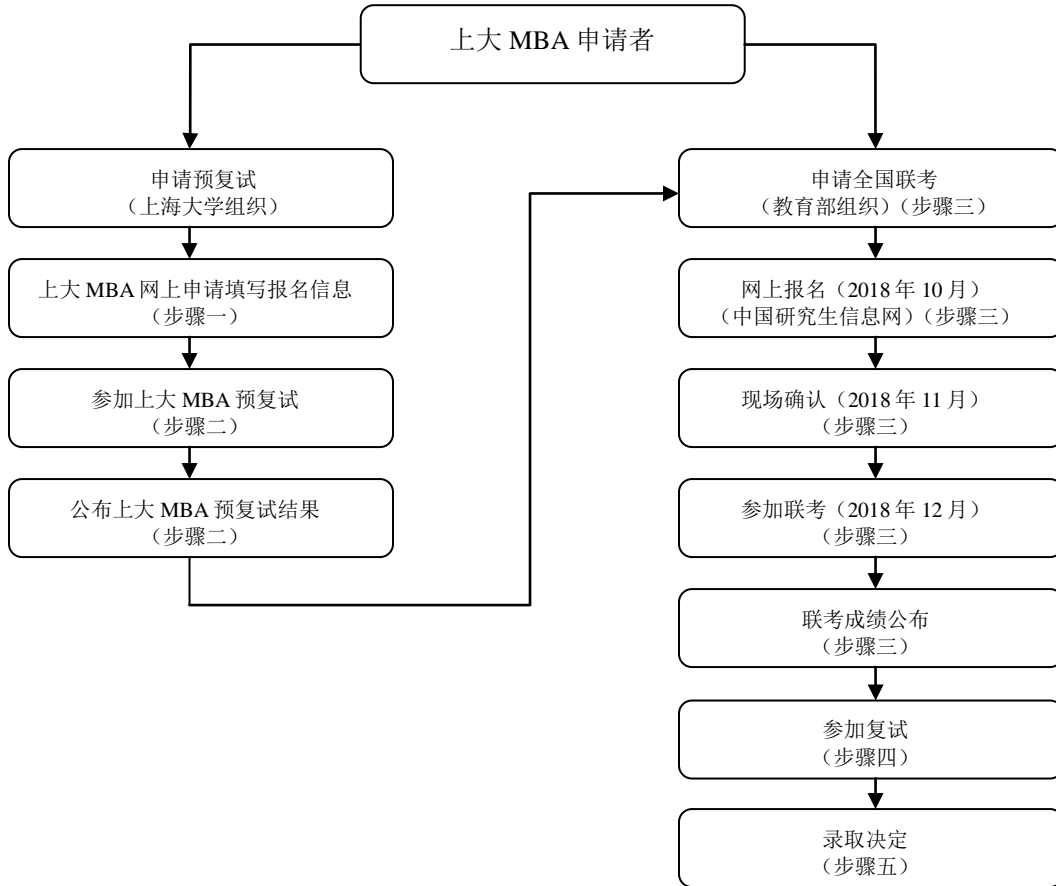 上大 MBA 申请者
申请预复试
（上海大学组织）
上大 MBA 网上申请填写报名信息
（步骤一）
参加上大 MBA 预复试
（步骤二）
公布上大 MBA 预复试结果
（步骤二）
申请全国联考
（教育部组织）（步骤三）
网上报名（2018 年 10 月）
（中国研究生信息网）（步骤三）
现场确认（2018 年 11 月）
（步骤三）
参加联考（2018 年 12 月）
（步骤三）
联考成绩公布
（步骤三）
参加复试
（步骤四）
录取决定
（步骤五）